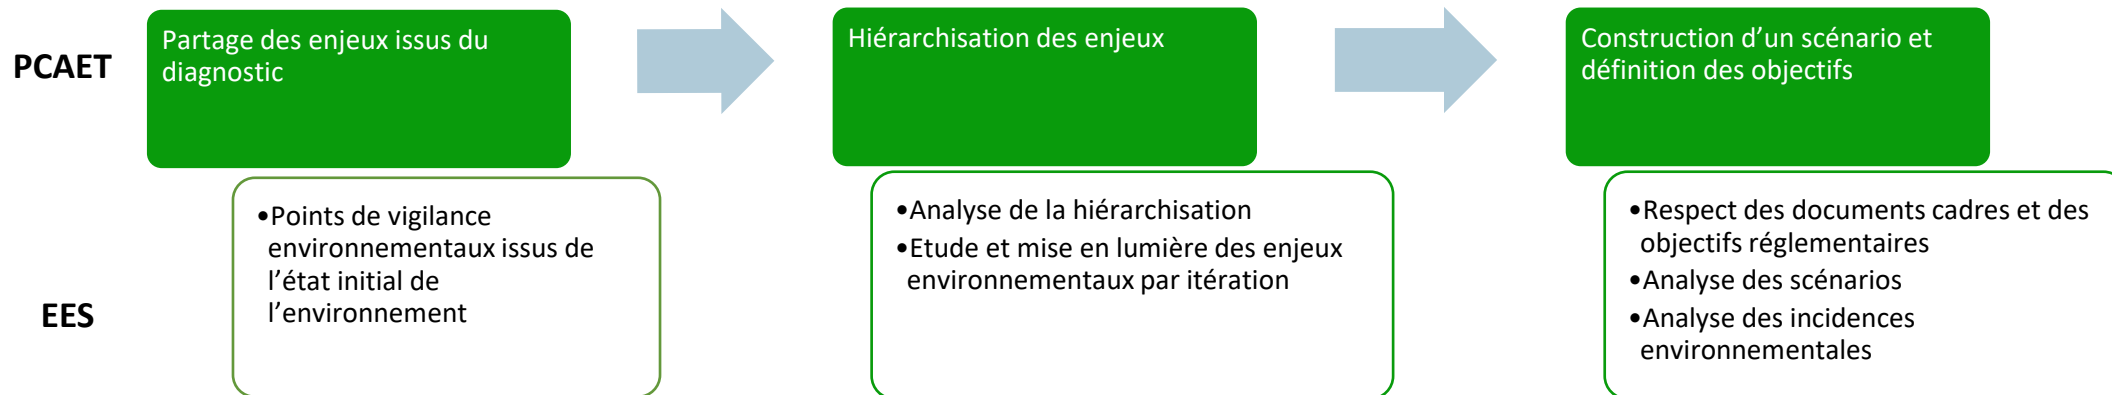 PCAET
Partage des enjeux issus du
diagnostic
Hiérarchisation des enjeux
Construction d’un scénario et
définition des objectifs
EES
•Points de vigilance
environnementaux issus de
l’état initial de
l’environnement
•Analyse de la hiérarchisation
•Etude et mise en lumière des enjeux
environnementaux par itération
•Respect des documents cadres et des
objectifs réglementaires
•Analyse des scénarios
•Analyse des incidences
environnementales